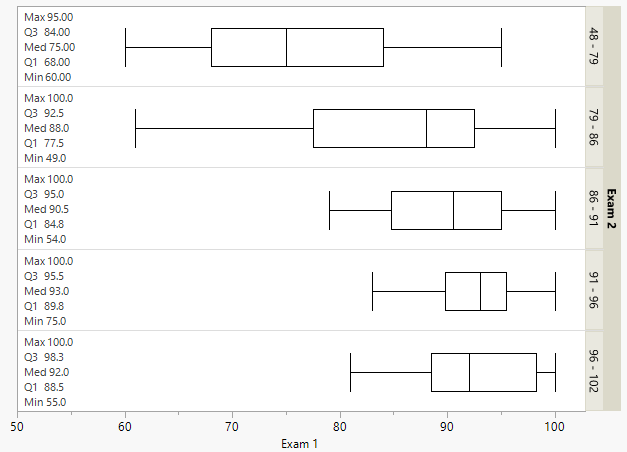 Max 95.00
Q3 84.00
Med 75.00
Q1 68.00
Min 60.00
48 - 79
Max 100.0
Q3 92.5
Med 88.0
Q1 77.5
Min 49.0
79 - 86
Max 100.0
Q3 95.0
Med 90.5
Q1 84.8
Min 54.0
86 - 91
Exam 2
Max 100.0
Q3 95.5
Med 93.0
Q1 89.8
Min 75.0
91 - 96
Max 100.0
Q3 98.3
Med 92.0
Q1 88.5
Min 55.0
96 - 102
50 60 70 80 90 100
Exam 1